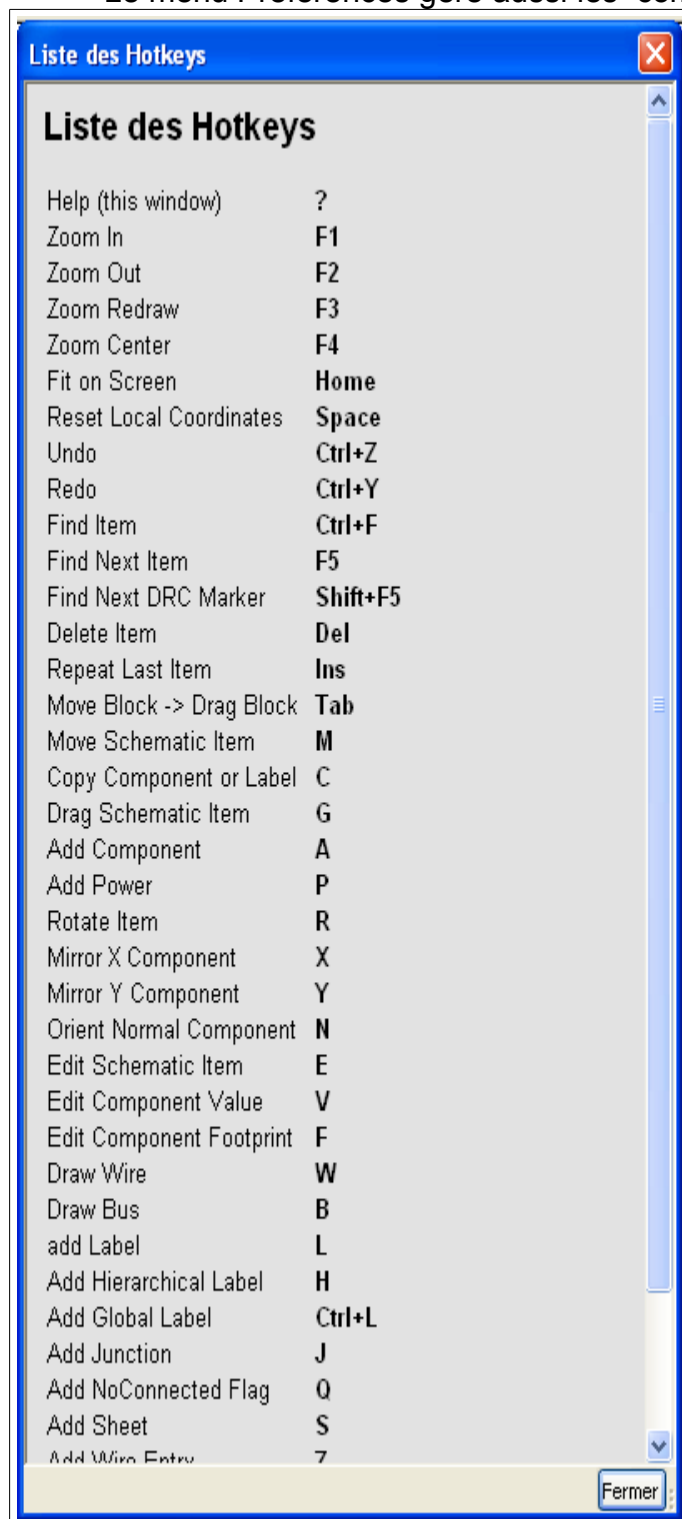 Liste des Hotkeys
Liste des Hotkeys
Help (this window) ?
Zoom In F1
Zoom Out F2
Zoom Redraw F3
Zoom Center F4
Fit on Screen Home
Reset Local Coordinates Space
Undo Ctrl+Z
Redo Ctrl+Y
Find Item Ctrl+F
Find Next Item F5
Find Next DRC Marker Shift+F5
Delete Item Del
Repeat Last Item Ins
Move Block -> Drag Block Tab
Move Schematic Item M
Copy Component or Label C
Drag Schematic Item G
Add Component A
Add Power P
Rotate Item R
Mirror X Component X
Mirror Y Component Y
Orient Normal Component N
Edit Schematic Item E
Edit Component Value V
Edit Component Footprint F
Draw Wire W
Draw Bus B
add Label L
Add Hierarchical Label H
Add Global Label Ctrl+L
Add Junction J
Add NoConnected Flag Q
Add Sheet S
Add Wire Entry Z
Fermer